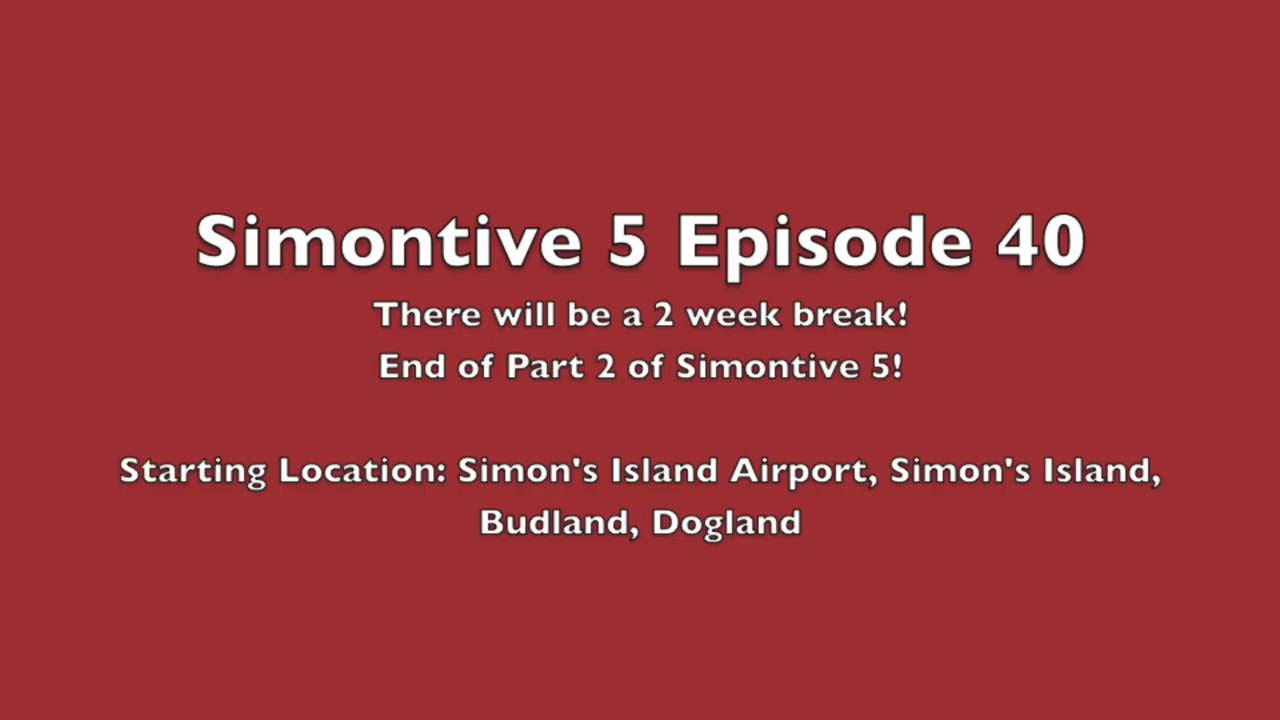 Simontive 5 Episode 40
There will be a 2 week break!
End of Part 2 of Simontive 5!
Starting Location: Simon's Island Airport, Simon's Island,
Budland, Dogland